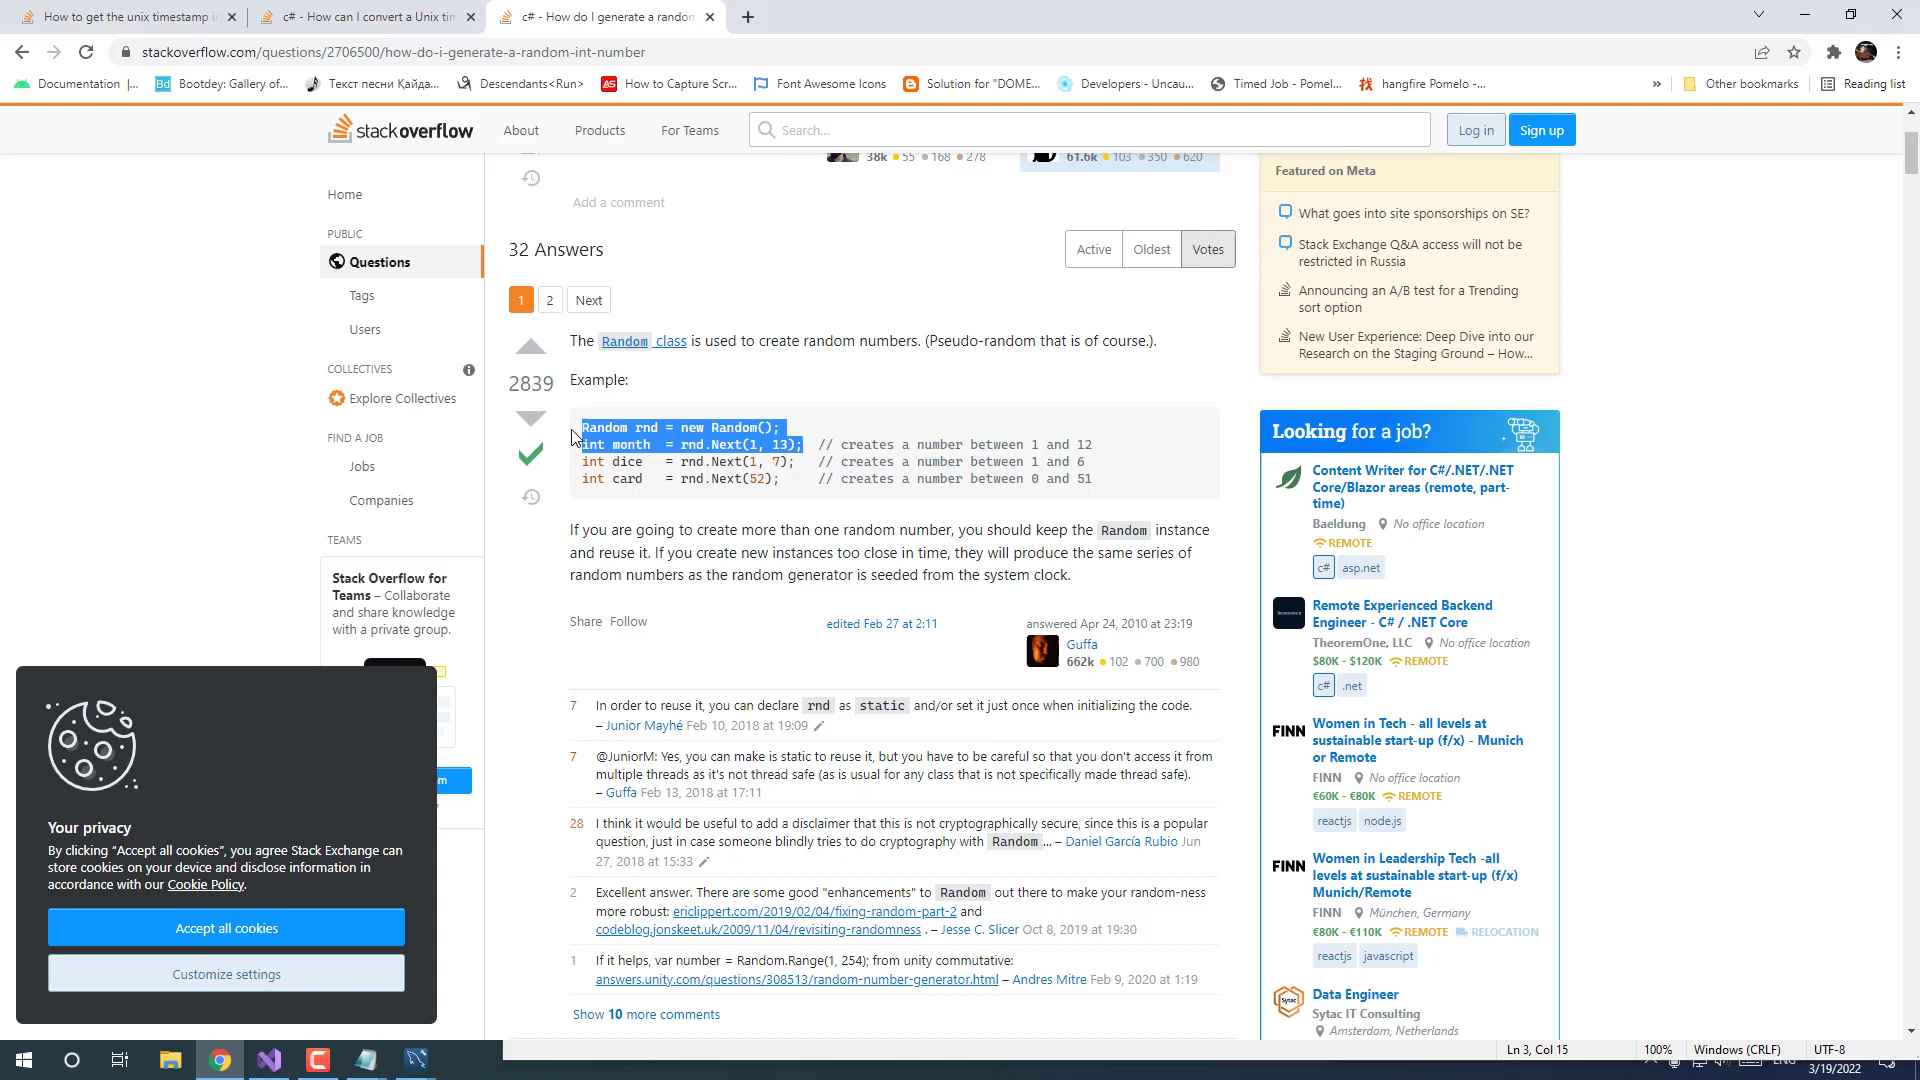 How to get the unix timestamp i
c# - How can I convert a Unix tim
c# - How do I generate a random
stackoverflow.com/questions/2706500/how-do-i-generate-a-random-int-number
Documentation |...
Bootdey: Gallery of...
Текст песни Қайда...
Descendants<Run>
How to Capture Scr...
Font Awesome Icons
Solution for "DOME...
Developers - Uncau...
Timed Job - Pomel...
hangfire Pomelo -...
»
Other bookmarks
Reading list
stackoverflow
About
Products
For Teams
Search...
Log in
Sign up
38k 55 168 278
61.6k 103 350 620
Add a comment
Home
PUBLIC
Questions
Tags
Users
COLLECTIVES
Explore Collectives
FIND A JOB
Jobs
Companies
TEAMS
Stack Overflow for
Teams – Collaborate
and share knowledge
with a private group.
32 Answers
Active
Oldest
Votes
1
2
Next
The Random class is used to create random numbers. (Pseudo-random that is of course.).
2839
Example:
Random rnd = new Random();
int month  = rnd.Next(1, 13);  // creates a number between 1 and 12
int dice   = rnd.Next(1, 7);   // creates a number between 1 and 6
int card   = rnd.Next(52);     // creates a number between 0 and 51
If you are going to create more than one random number, you should keep the Random instance
and reuse it. If you create new instances too close in time, they will produce the same series of
random numbers as the random generator is seeded from the system clock.
Share Follow
edited Feb 27 at 2:11
answered Apr 24, 2010 at 23:19
Guffa
662k 102 700 980
7 In order to reuse it, you can declare rnd as static and/or set it just once when initializing the code.
– Junior Mayhé Feb 10, 2018 at 19:09
7 @JuniorM: Yes, you can make is static to reuse it, but you have to be careful so that you don't access it from
multiple threads as it's not thread safe (as is usual for any class that is not specifically made thread safe).
– Guffa Feb 13, 2018 at 17:11
28 I think it would be useful to add a disclaimer that this is not cryptographically secure, since this is a popular
question, just in case someone blindly tries to do cryptography with Random ... – Daniel García Rubio Jun
27, 2018 at 15:33
2 Excellent answer. There are some good "enhancements" to Random out there to make your random-ness
more robust: ericlippert.com/2019/02/04/fixing-random-part-2 and
codeblog.jonskeet.uk/2009/11/04/revisiting-randomness . – Jesse C. Slicer Oct 8, 2019 at 19:30
1 If it helps, var number = Random.Range(1, 254); from unity commutative:
answers.unity.com/questions/308513/random-number-generator.html – Andres Mitre Feb 9, 2020 at 1:19
Show 10 more comments
Featured on Meta
What goes into site sponsorships on SE?
Stack Exchange Q&A access will not be
restricted in Russia
Announcing an A/B test for a Trending
sort option
New User Experience: Deep Dive into our
Research on the Staging Ground – How...
Looking for a job?
Content Writer for C#/.NET/.NET
Core/Blazor areas (remote, part-
time)
Baeldung No office location
REMOTE
c# asp.net
Remote Experienced Backend
Engineer - C# / .NET Core
TheoremOne, LLC No office location
$80K - $120K REMOTE
c# .net
FINN
Women in Tech - all levels at
sustainable start-up (f/x) - Munich
or Remote
FINN No office location
€60K - €80K REMOTE
reactjs node.js
FINN
Women in Leadership Tech -all
levels at sustainable start-up (f/x)
Munich/Remote
FINN München, Germany
€80K - €110K REMOTE RELOCATION
reactjs javascript
Sytac
Data Engineer
Sytac IT Consulting
Amsterdam, Netherlands
Your privacy
By clicking “Accept all cookies”, you agree Stack Exchange can
store cookies on your device and disclose information in
accordance with our Cookie Policy.
Accept all cookies
Customize settings
Ln 3, Col 15
100%
Windows (CRLF)
UTF-8
3/19/2022